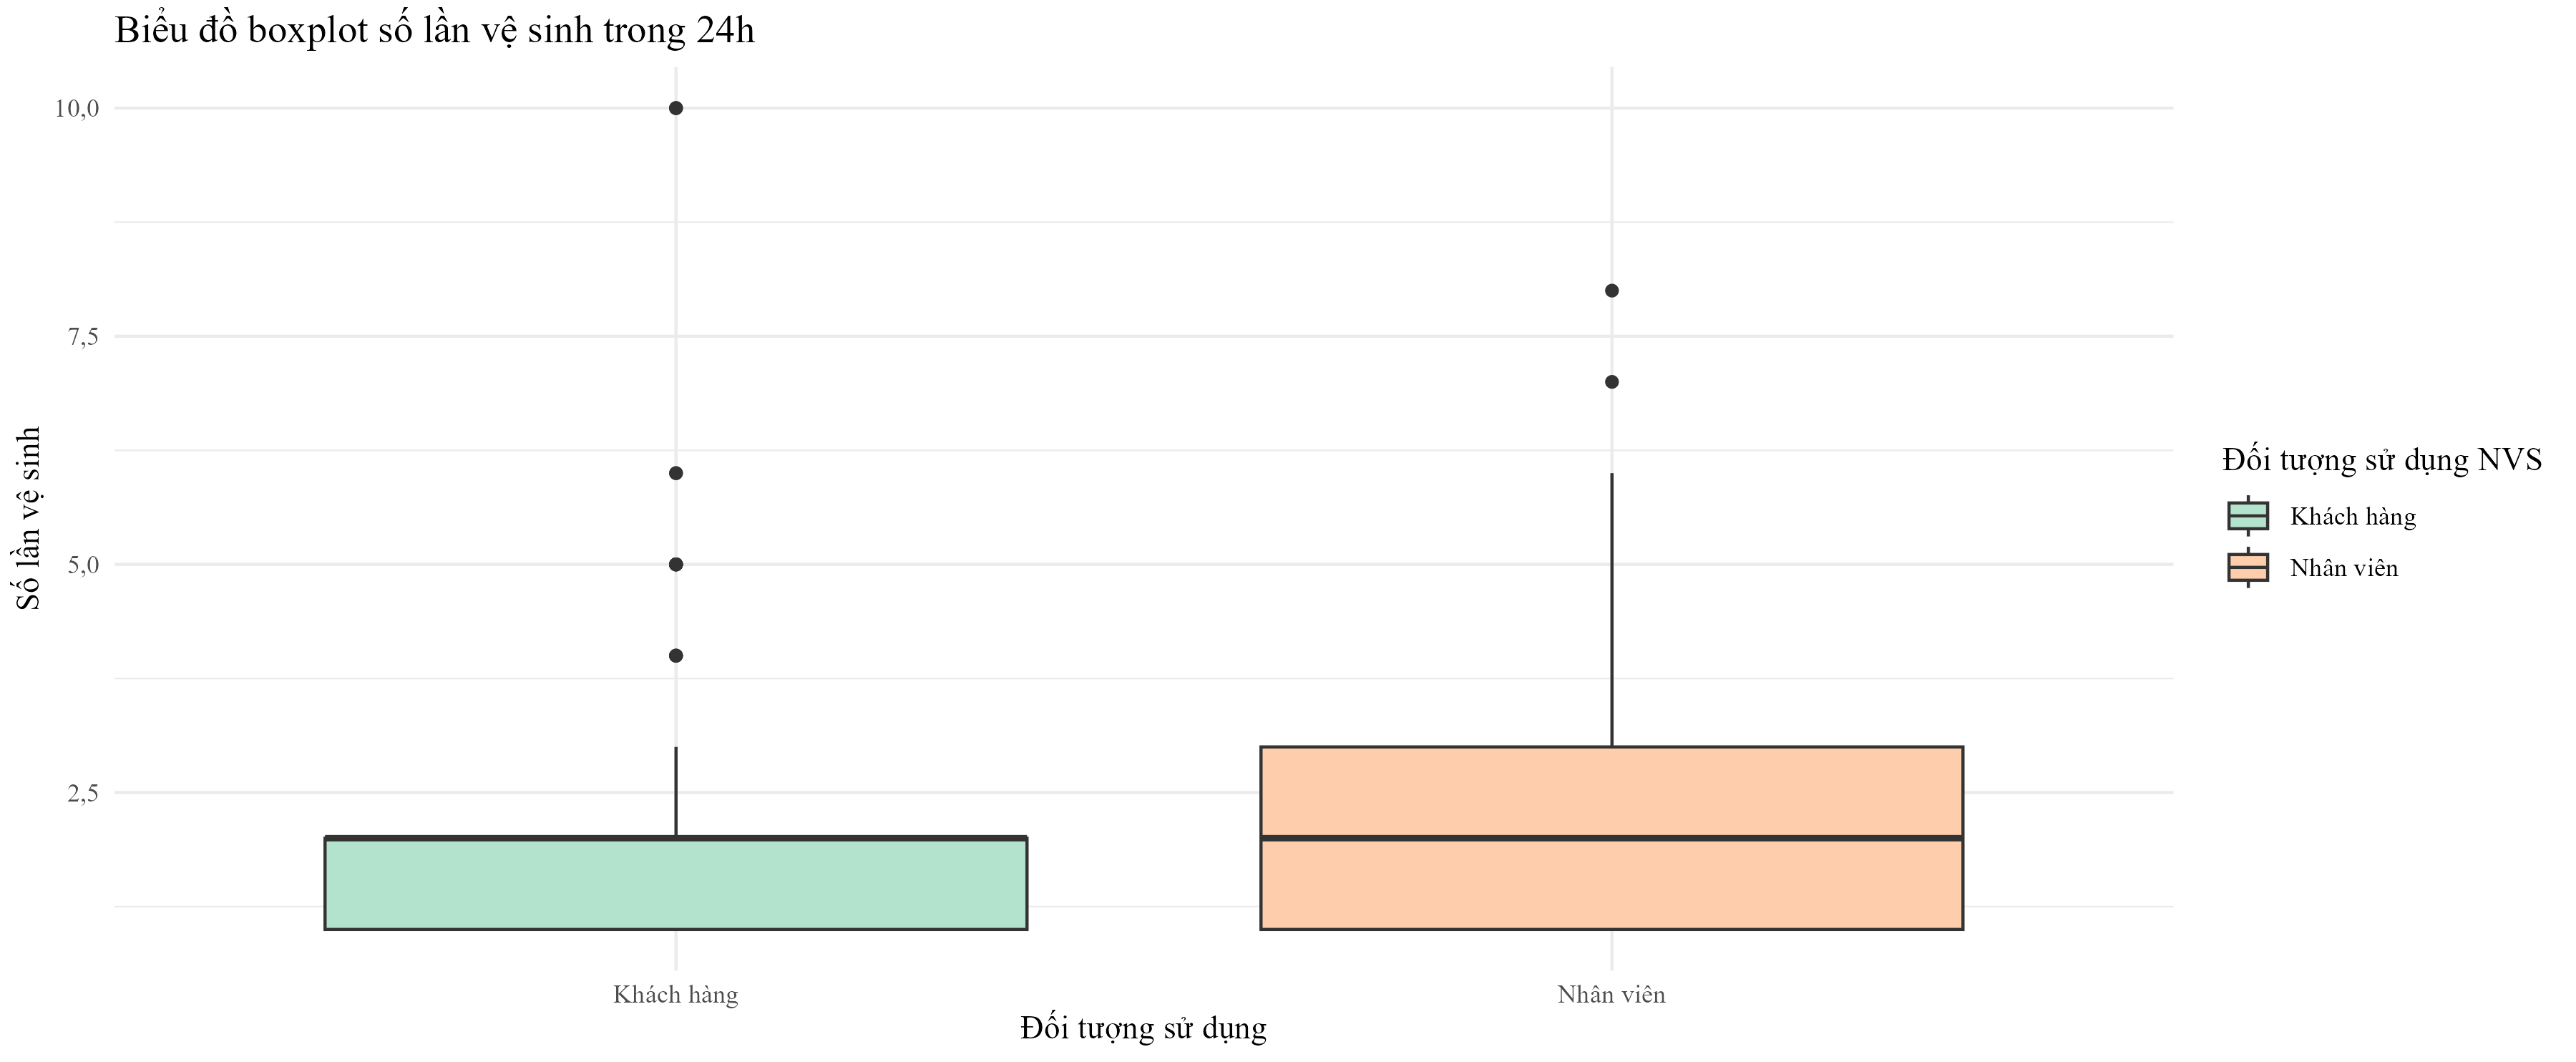 Biểu đồ boxplot số lần vệ sinh trong 24h
Số lần vệ sinh
10,0
7,5
5,0
2,5
Khách hàng
Nhân viên
Đối tượng sử dụng
Đối tượng sử dụng NVS
Khách hàng
Nhân viên